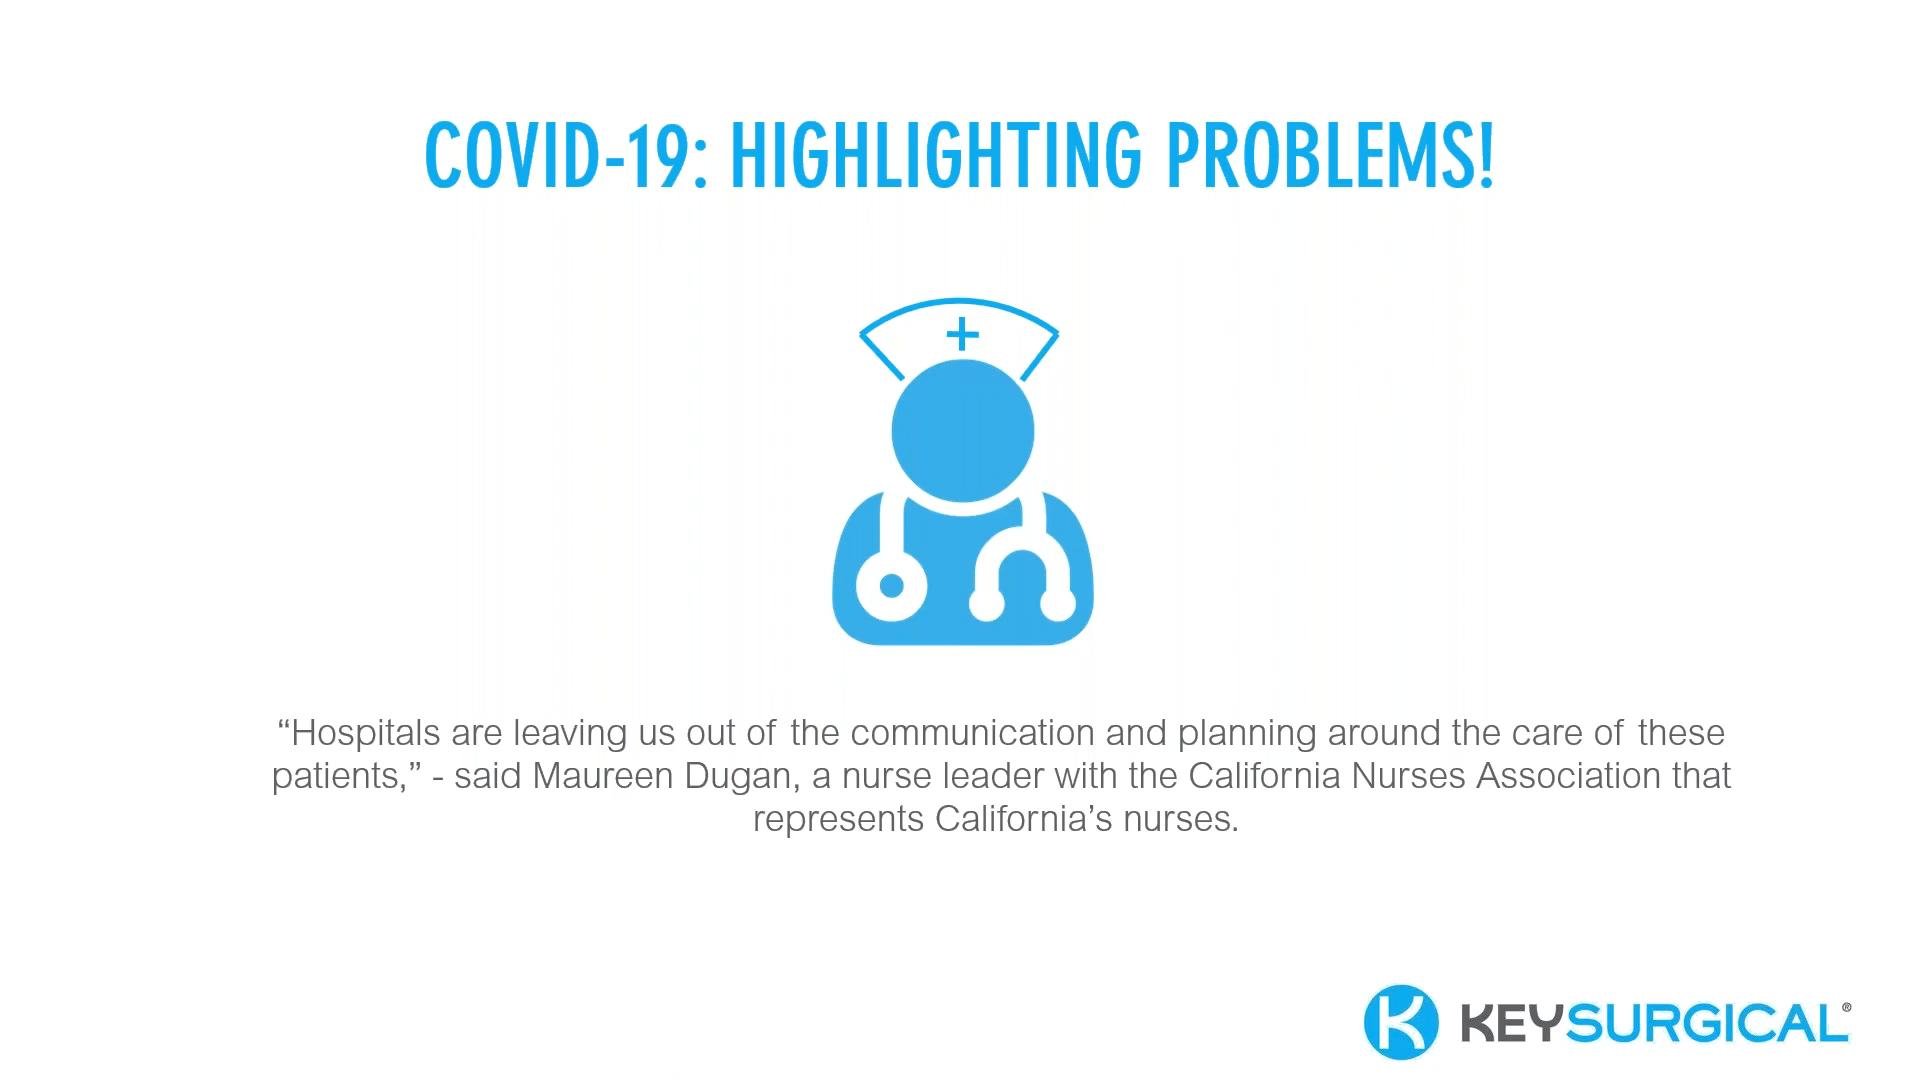 COVID-19: HIGHLIGHTING PROBLEMS!
“Hospitals are leaving us out of the communication and planning around the care of these
patients,” - said Maureen Dugan, a nurse leader with the California Nurses Association that
represents California’s nurses.
K KEYSURGICAL®